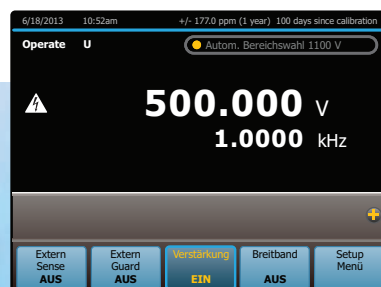 6/18/2013 10:52am +/- 177.0 ppm (1 year) 100 days since calibration
Operate U Autom. Bereichswahl 1100 V
500.000 V
1.0000 kHz
Extern Sense AUS
Extern Guard AUS
Verstärkung EIN
Breitband AUS
Setup Menü